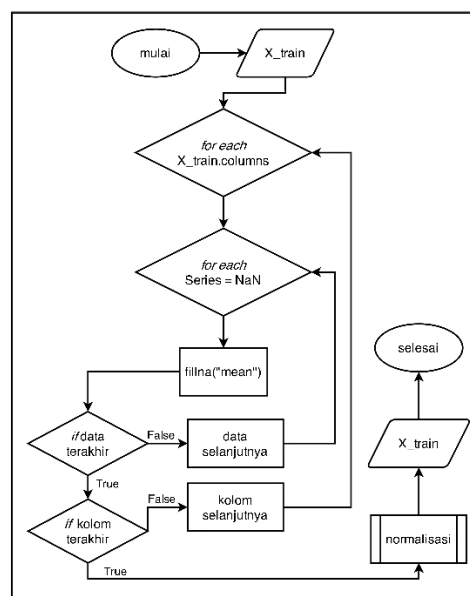 mulai
X_train
for each
X_train.columns
for each
Series = NaN
fillna("mean")
if data
terakhir
False
data
selanjutnya
True
if kolom
terakhir
False
kolom
selanjutnya
True
normalisasi
X_train
selesai